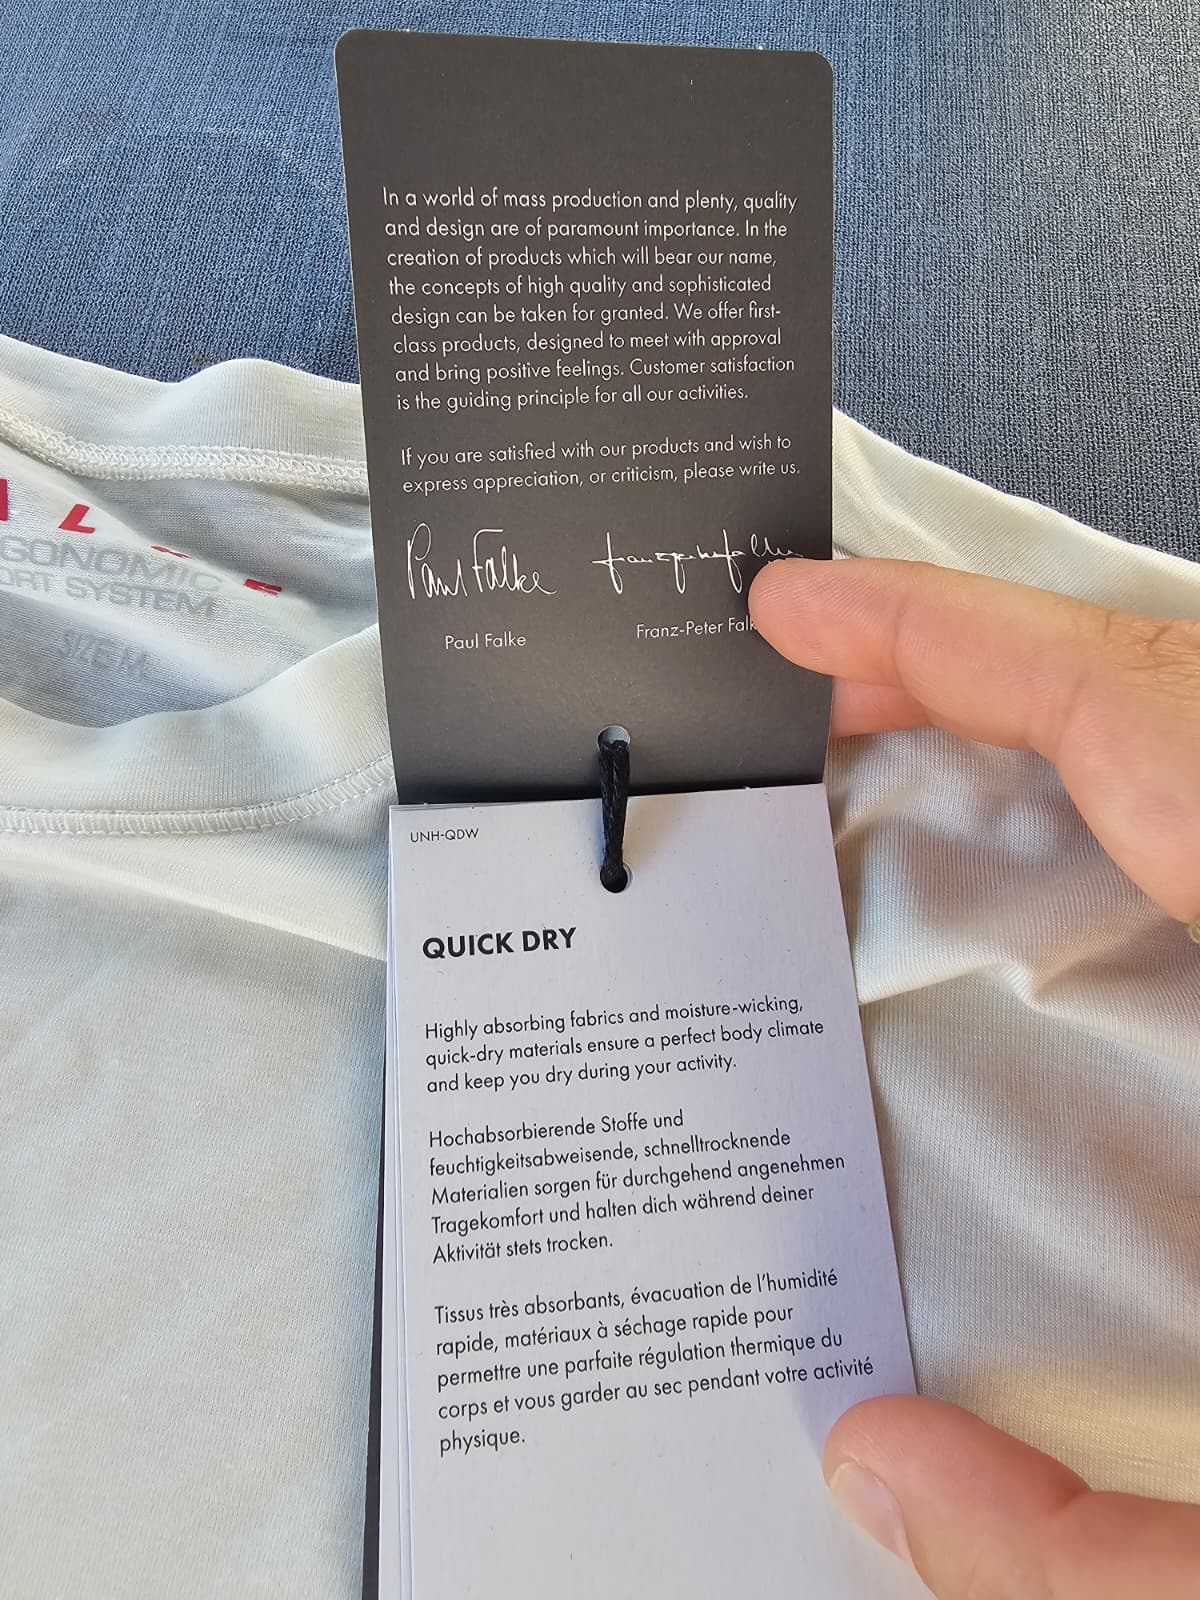 In a world of mass production and plenty, quality
and design are of paramount importance. In the
creation of products which will bear our name,
the concepts of high quality and sophisticated
design can be taken for granted. We offer first-
class products, designed to meet with approval
and bring positive feelings. Customer satisfaction
is the guiding principle for all our activities.
If you are satisfied with our products and wish to
express appreciation, or criticism, please write us.
Paul Falke
Paul Falke
Franz-Peter
SIZE M
UNH-QDW
QUICK DRY
Highly absorbing fabrics and moisture-wicking,
quick-dry materials ensure a perfect body climate
and keep you dry during your activity.
Hochabsorbierende Stoffe und
feuchtigkeitsabweisende, schnelltrocknende
Materialien sorgen für durchgehend angenehmen
Tragekomfort und halten dich während deiner
Aktivität stets trocken.
Tissus très absorbants, évacuation de l'humidité
rapide, matériaux à séchage rapide pour
permettre une parfaite régulation thermique du
corps et vous garder au sec pendant votre activité
physique.